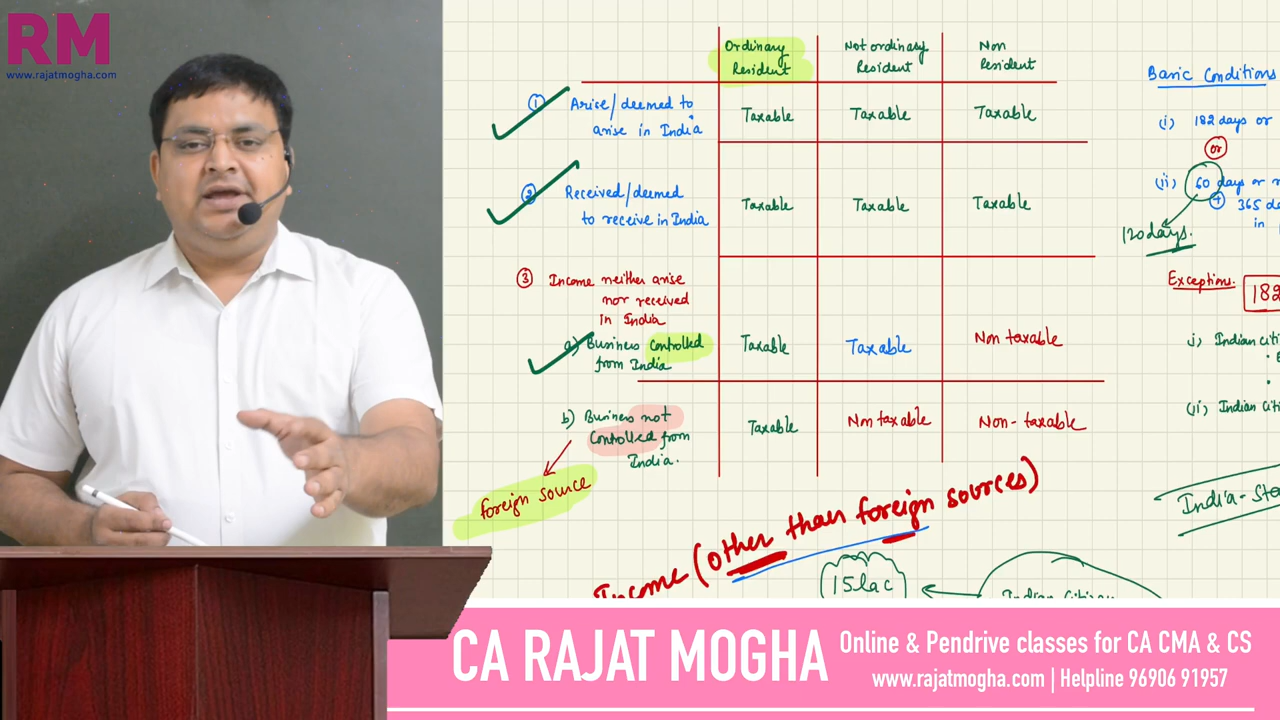 RM
www.rajatmogha.com
Ordinary
Resident
Not ordinary
Resident
Non
Resident
① Arise/deemed to
arise in India
Taxable
Taxable
Taxable
② Received/deemed
to receive in India
Taxable
Taxable
Taxable
③ Income neither arise
nor received
in India
a) Business controlled
from India
Taxable
Taxable
Non taxable
b) Business not
controlled from
India.
Taxable
Non taxable
Non-taxable
foreign source
Income (other than foreign sources)
15 lac
Indian citizen
Basic Conditions
(i) 182 days or
or
(ii) 60 days or
+ 365
in
120 days.
Exceptions.
182
i) Indian
(ii) Indian
India-
CA RAJAT MOGHA
Online & Pendrive classes for CA CMA & CS
www.rajatmogha.com | Helpline 96906 91957